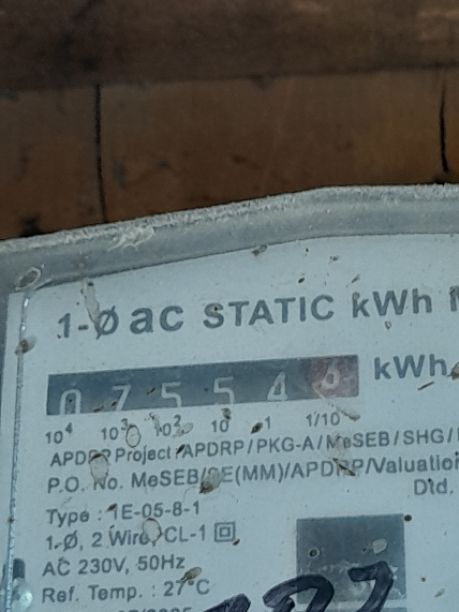 1-Ø ac STATIC kWh
0 7 5 5 4 kWh
10⁴ 10³ 10² 10 1 1/10
APDRP Project APDRP/PKG-A/MeSEB/SHG/
P.O. No. MeSEB/SE(MM)/APDRP/Valuation
Dtd.
Type : 1E-05-8-1
1-Ø, 2 Wire, CL-1
AC 230V, 50Hz
Ref. Temp. : 27°C